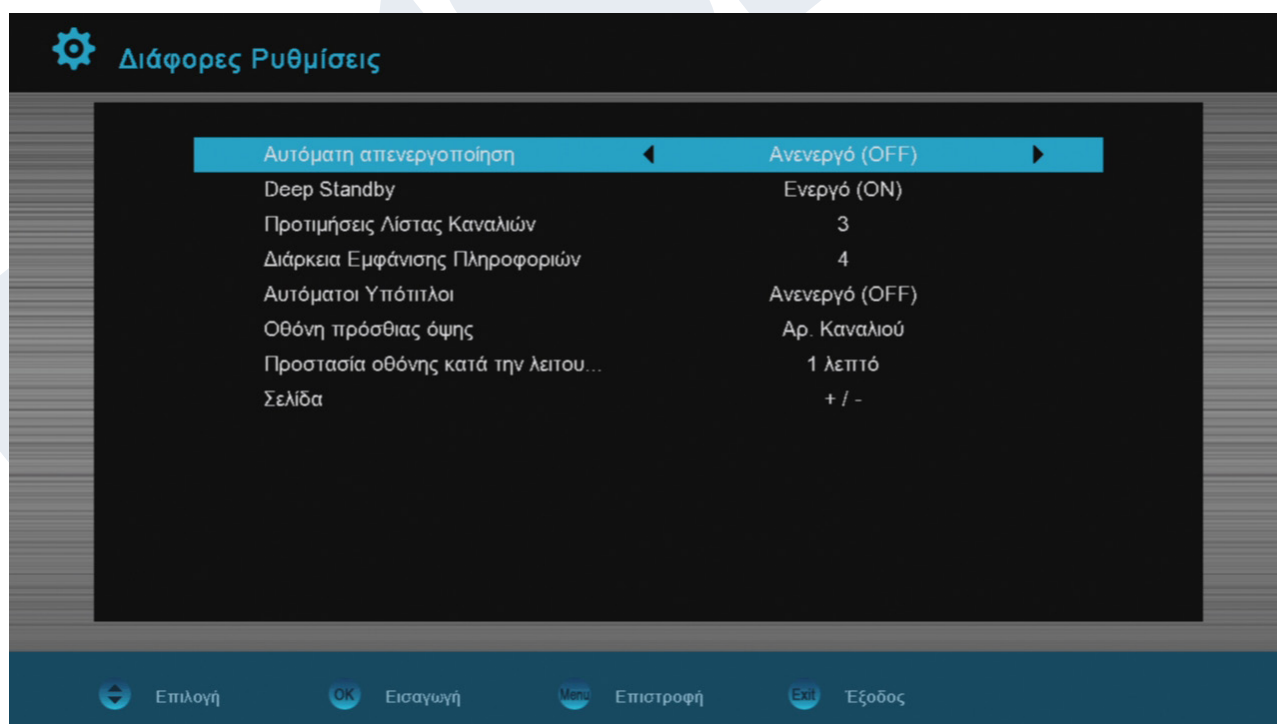 Διάφορες Ρυθμίσεις
Αυτόματη απενεργοποίηση Ανενεργό (OFF)
Deep Standby Ενεργό (ON)
Προτιμήσεις Λίστας Καναλιών 3
Διάρκεια Εμφάνισης Πληροφοριών 4
Αυτόματοι Υπότιτλοι Ανενεργό (OFF)
Οθόνη πρόσθιας όψης Αρ. Καναλιού
Προστασία οθόνης κατά την λειτου... 1 λεπτό
Σελίδα + / -
Επιλογή OK Εισαγωγή Menu Επιστροφή Exit Έξοδος